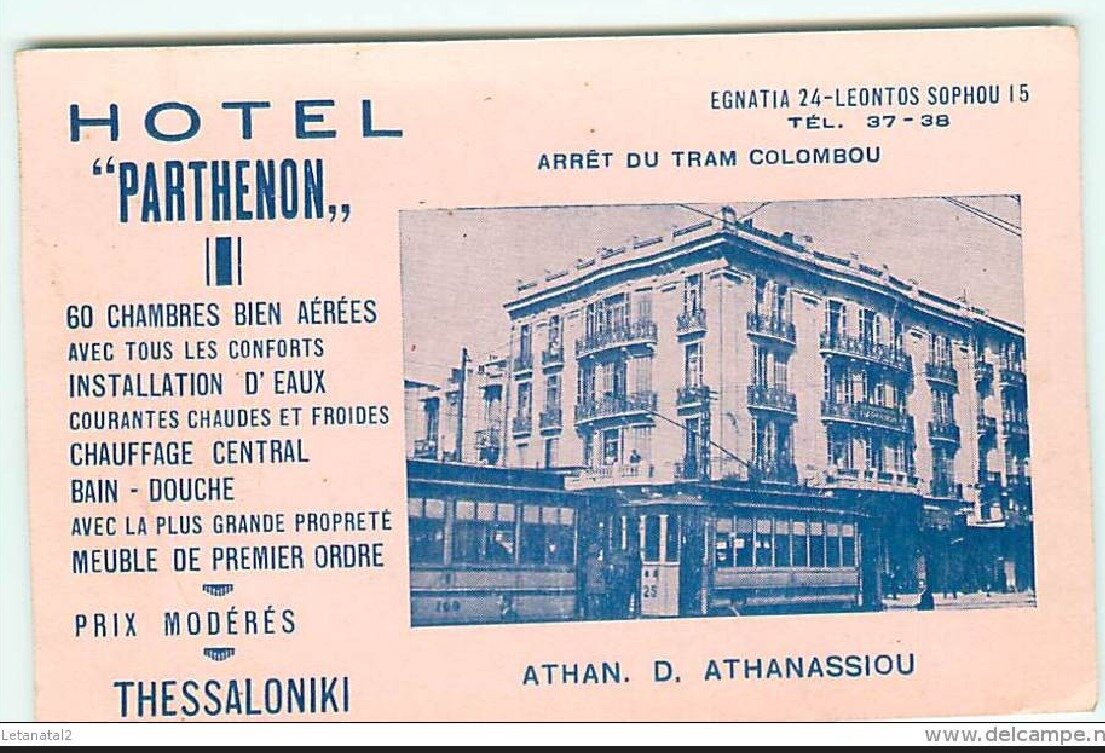 HOTEL
“PARTHENON„
60 CHAMBRES BIEN AÉRÉES
AVEC TOUS LES CONFORTS
INSTALLATION D'EAUX
COURANTES CHAUDES ET FROIDES
CHAUFFAGE CENTRAL
BAIN - DOUCHE
AVEC LA PLUS GRANDE PROPRETÉ
MEUBLE DE PREMIER ORDRE
PRIX MODÉRÉS
THESSALONIKI
EGNATIA 24-LEONTOS SOPHOU 15
TÉL. 37-38
ARRÊT DU TRAM COLOMBOU
25
ATHAN. D. ATHANASSIOU
Letanatal2
www.delcampe.n